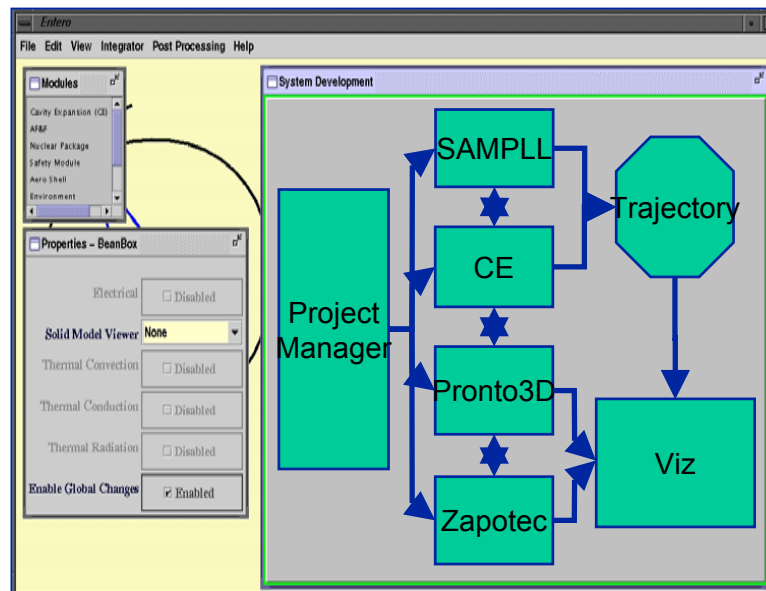 Entero
File Edit View Integrator Post Processing Help
Modules
Cavity Expansion (CE)
AF&F
Nuclear Package
Safety Module
Aero Shell
Environment
Properties – BeanBox
Electrical Disabled
Solid Model Viewer None
Thermal Convection Disabled
Thermal Conduction Disabled
Thermal Radiation Disabled
Enable Global Changes Enabled
System Development
SAMPLL
Trajectory
CE
Project
Manager
Pronto3D
Viz
Zapotec